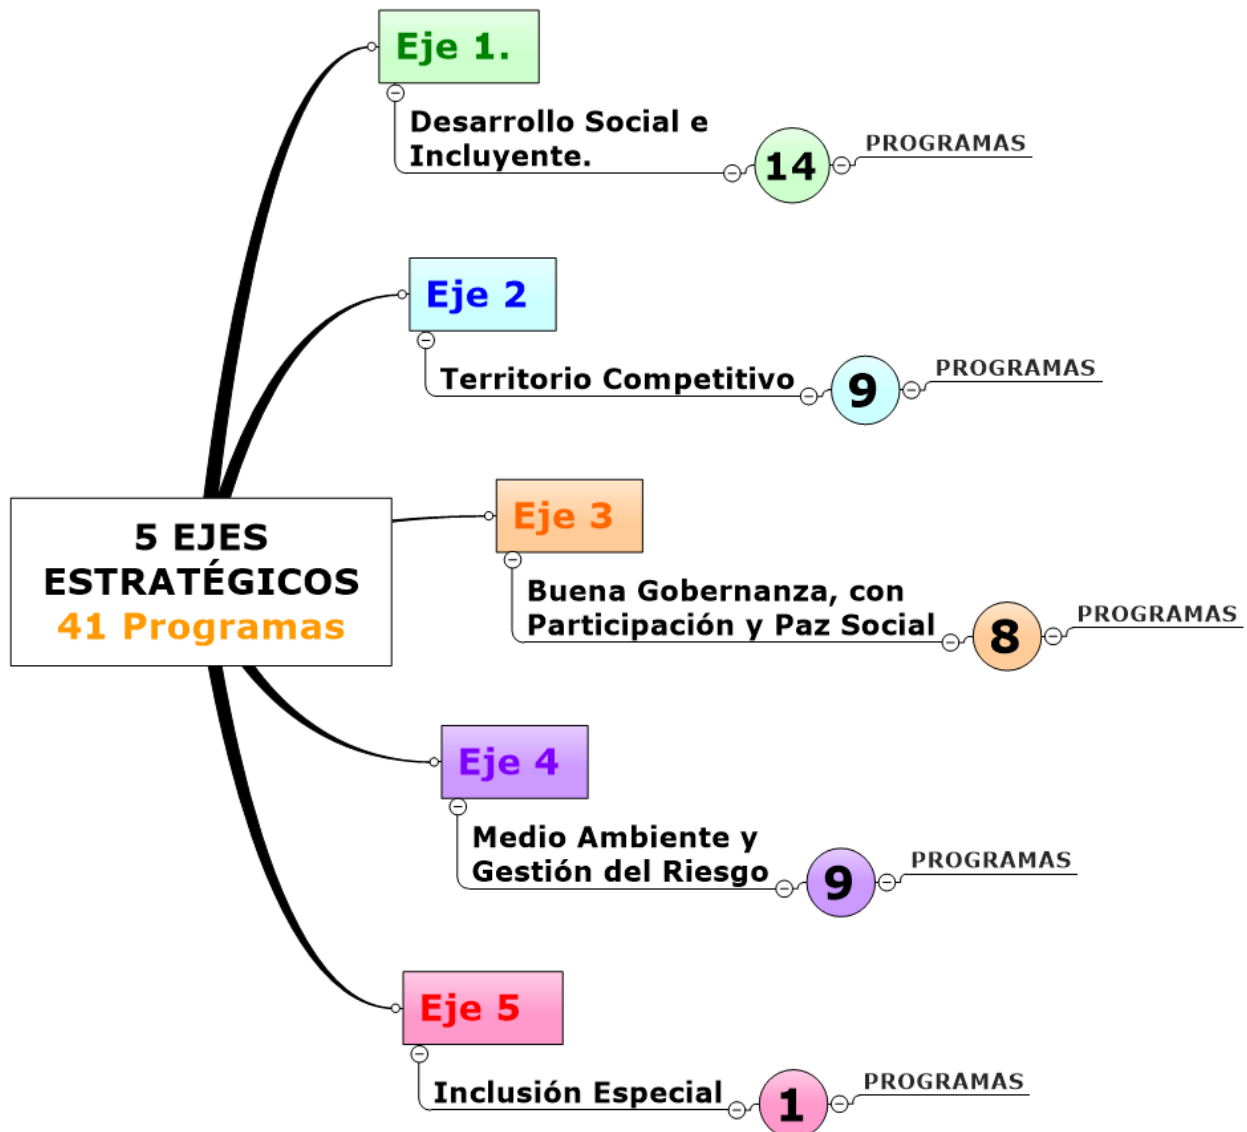 Eje 1.
Desarrollo Social e
Incluyente.
14
PROGRAMAS
Eje 2
Territorio Competitivo
9
PROGRAMAS
5 EJES
ESTRATÉGICOS
41 Programas
Eje 3
Buena Gobernanza, con
Participación y Paz Social
8
PROGRAMAS
Eje 4
Medio Ambiente y
Gestión del Riesgo
9
PROGRAMAS
Eje 5
Inclusión Especial
1
PROGRAMAS